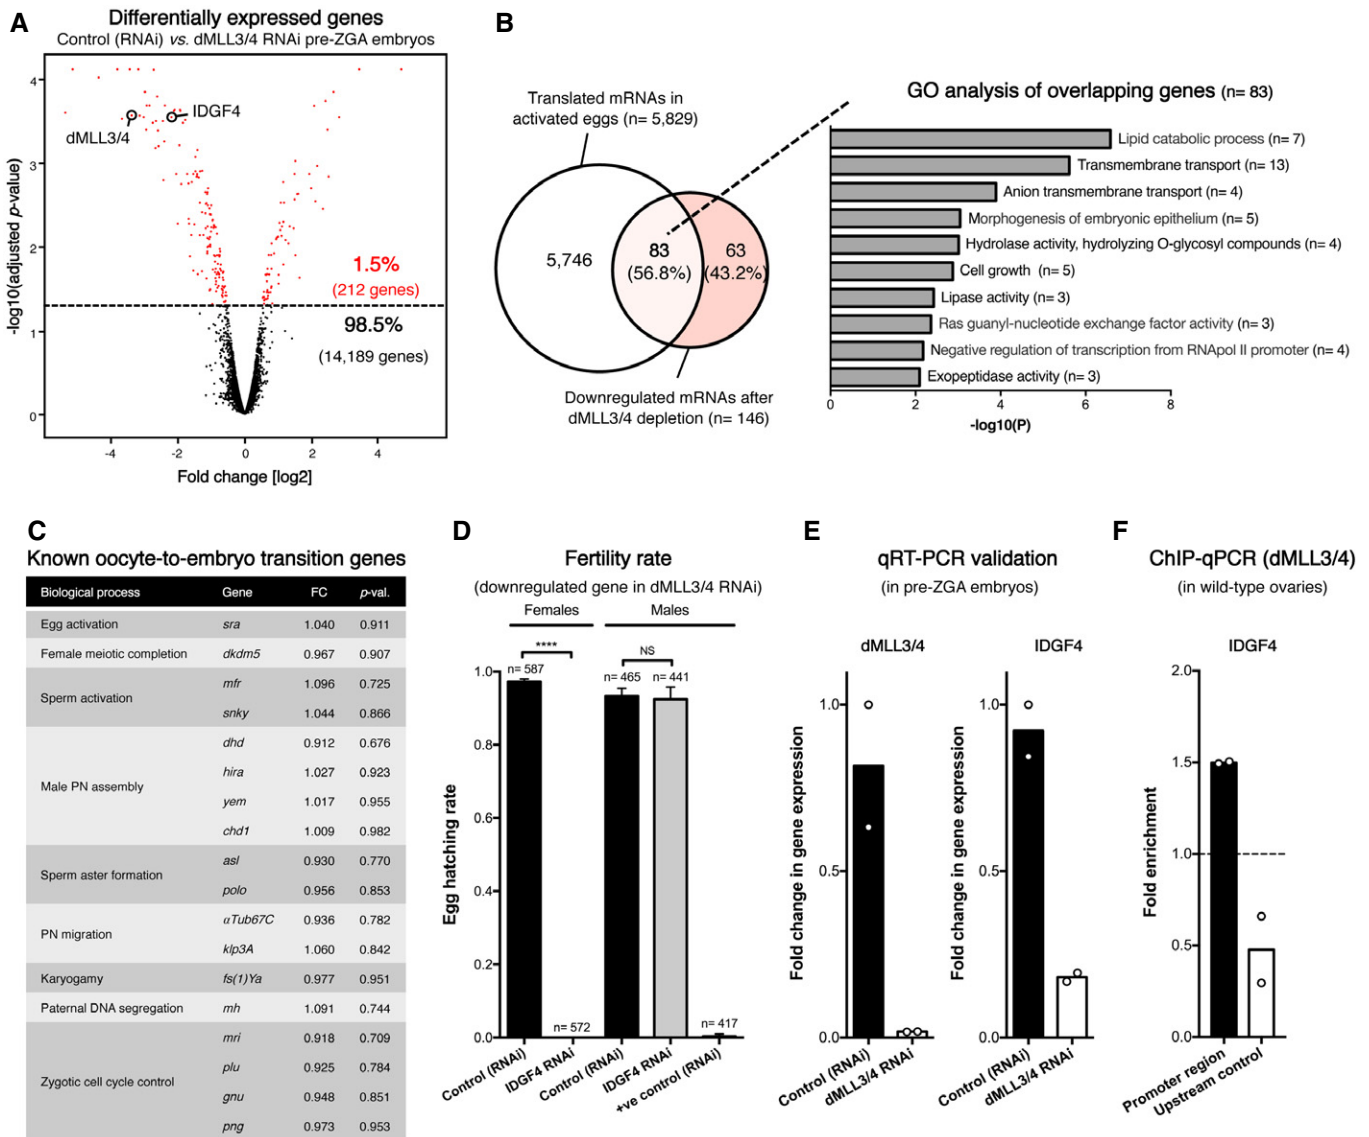 A
Differentially expressed genes
Control (RNAi) vs. dMLL3/4 RNAi pre-ZGA embryos
-log10(adjusted p-value)
4
3
2
1
0
dMLL3/4
IDGF4
1.5%
(212 genes)
98.5%
(14,189 genes)
-4
-2
0
2
4
Fold change [log2]
B
Translated mRNAs in
activated eggs (n= 5,829)
5,746
83
(56.8%)
63
(43.2%)
Downregulated mRNAs after
dMLL3/4 depletion (n= 146)
GO analysis of overlapping genes (n= 83)
Lipid catabolic process (n= 7)
Transmembrane transport (n= 13)
Anion transmembrane transport (n= 4)
Morphogenesis of embryonic epithelium (n= 5)
Hydrolase activity, hydrolyzing O-glycosyl compounds (n= 4)
Cell growth (n= 5)
Lipase activity (n= 3)
Ras guanyl-nucleotide exchange factor activity (n= 3)
Negative regulation of transcription from RNApol II promoter (n= 4)
Exopeptidase activity (n= 3)
0
2
4
6
8
-log10(P)
C
Known oocyte-to-embryo transition genes
Biological process Gene FC p-val.
Egg activation sra 1.040 0.911
Female meiotic completion dkdm5 0.967 0.907
Sperm activation
mfr 1.096 0.725
snky 1.044 0.866
Male PN assembly
dhd 0.912 0.676
hira 1.027 0.923
yem 1.017 0.955
chd1 1.009 0.982
Sperm aster formation
asl 0.930 0.770
polo 0.956 0.853
PN migration
αTub67C 0.936 0.782
klp3A 1.060 0.842
Karyogamy fs(1)Ya 0.977 0.951
Paternal DNA segregation mh 1.091 0.744
Zygotic cell cycle control
mri 0.918 0.709
plu 0.925 0.784
gnu 0.948 0.851
png 0.973 0.953
D
Fertility rate
(downregulated gene in dMLL3/4 RNAi)
Females
Males
****
NS
n= 587
n= 572
n= 465
n= 441
n= 417
Egg hatching rate
1.0
0.8
0.6
0.4
0.2
0.0
Control (RNAi)
IDGF4 RNAi
Control (RNAi)
IDGF4 RNAi
+ve control (RNAi)
E
qRT-PCR validation
(in pre-ZGA embryos)
dMLL3/4
Fold change in gene expression
1.0
0.5
0.0
Control (RNAi)
dMLL3/4 RNAi
IDGF4
Fold change in gene expression
1.0
0.5
0.0
Control (RNAi)
dMLL3/4 RNAi
F
ChIP-qPCR (dMLL3/4)
(in wild-type ovaries)
IDGF4
Fold enrichment
2.0
1.5
1.0
0.5
0.0
Promoter region
Upstream control